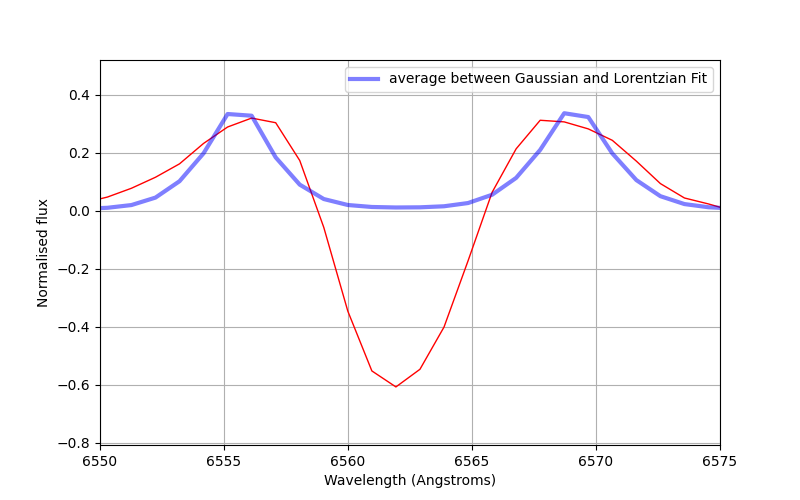 average between Gaussian and Lorentzian Fit
0.4
0.2
0.0
−0.2
−0.4
−0.6
−0.8
Normalised flux
6550 6555 6560 6565 6570 6575
Wavelength (Angstroms)